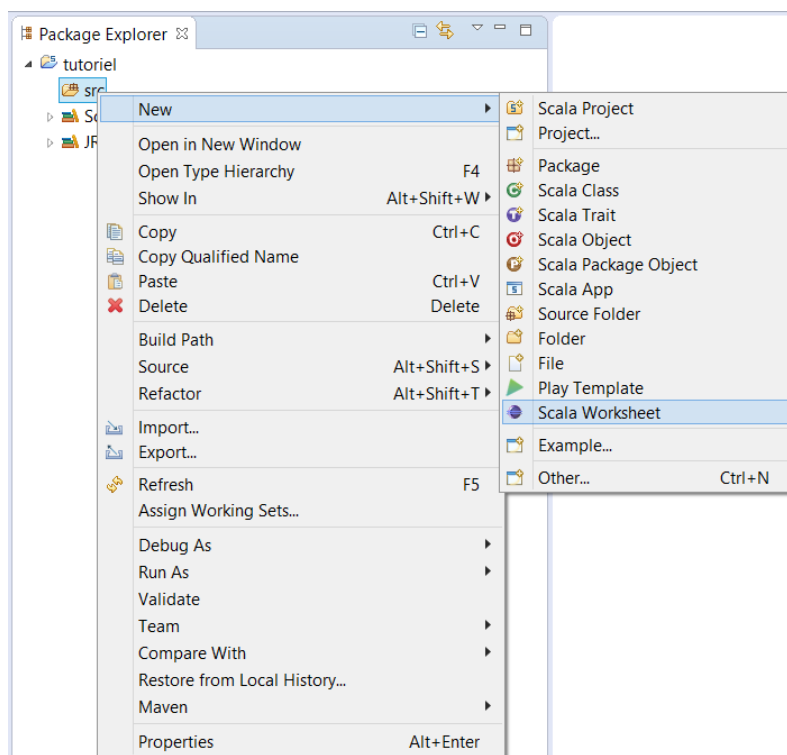 Package Explorer
tutoriel
src
New
Open in New Window
Open Type Hierarchy F4
Show In Alt+Shift+W
Copy Ctrl+C
Copy Qualified Name
Paste Ctrl+V
Delete Delete
Build Path
Source Alt+Shift+S
Refactor Alt+Shift+T
Import...
Export...
Refresh F5
Assign Working Sets...
Debug As
Run As
Validate
Team
Compare With
Restore from Local History...
Maven
Properties Alt+Enter
Scala Project
Project...
Package
Scala Class
Scala Trait
Scala Object
Scala Package Object
Scala App
Source Folder
Folder
File
Play Template
Scala Worksheet
Example...
Other... Ctrl+N